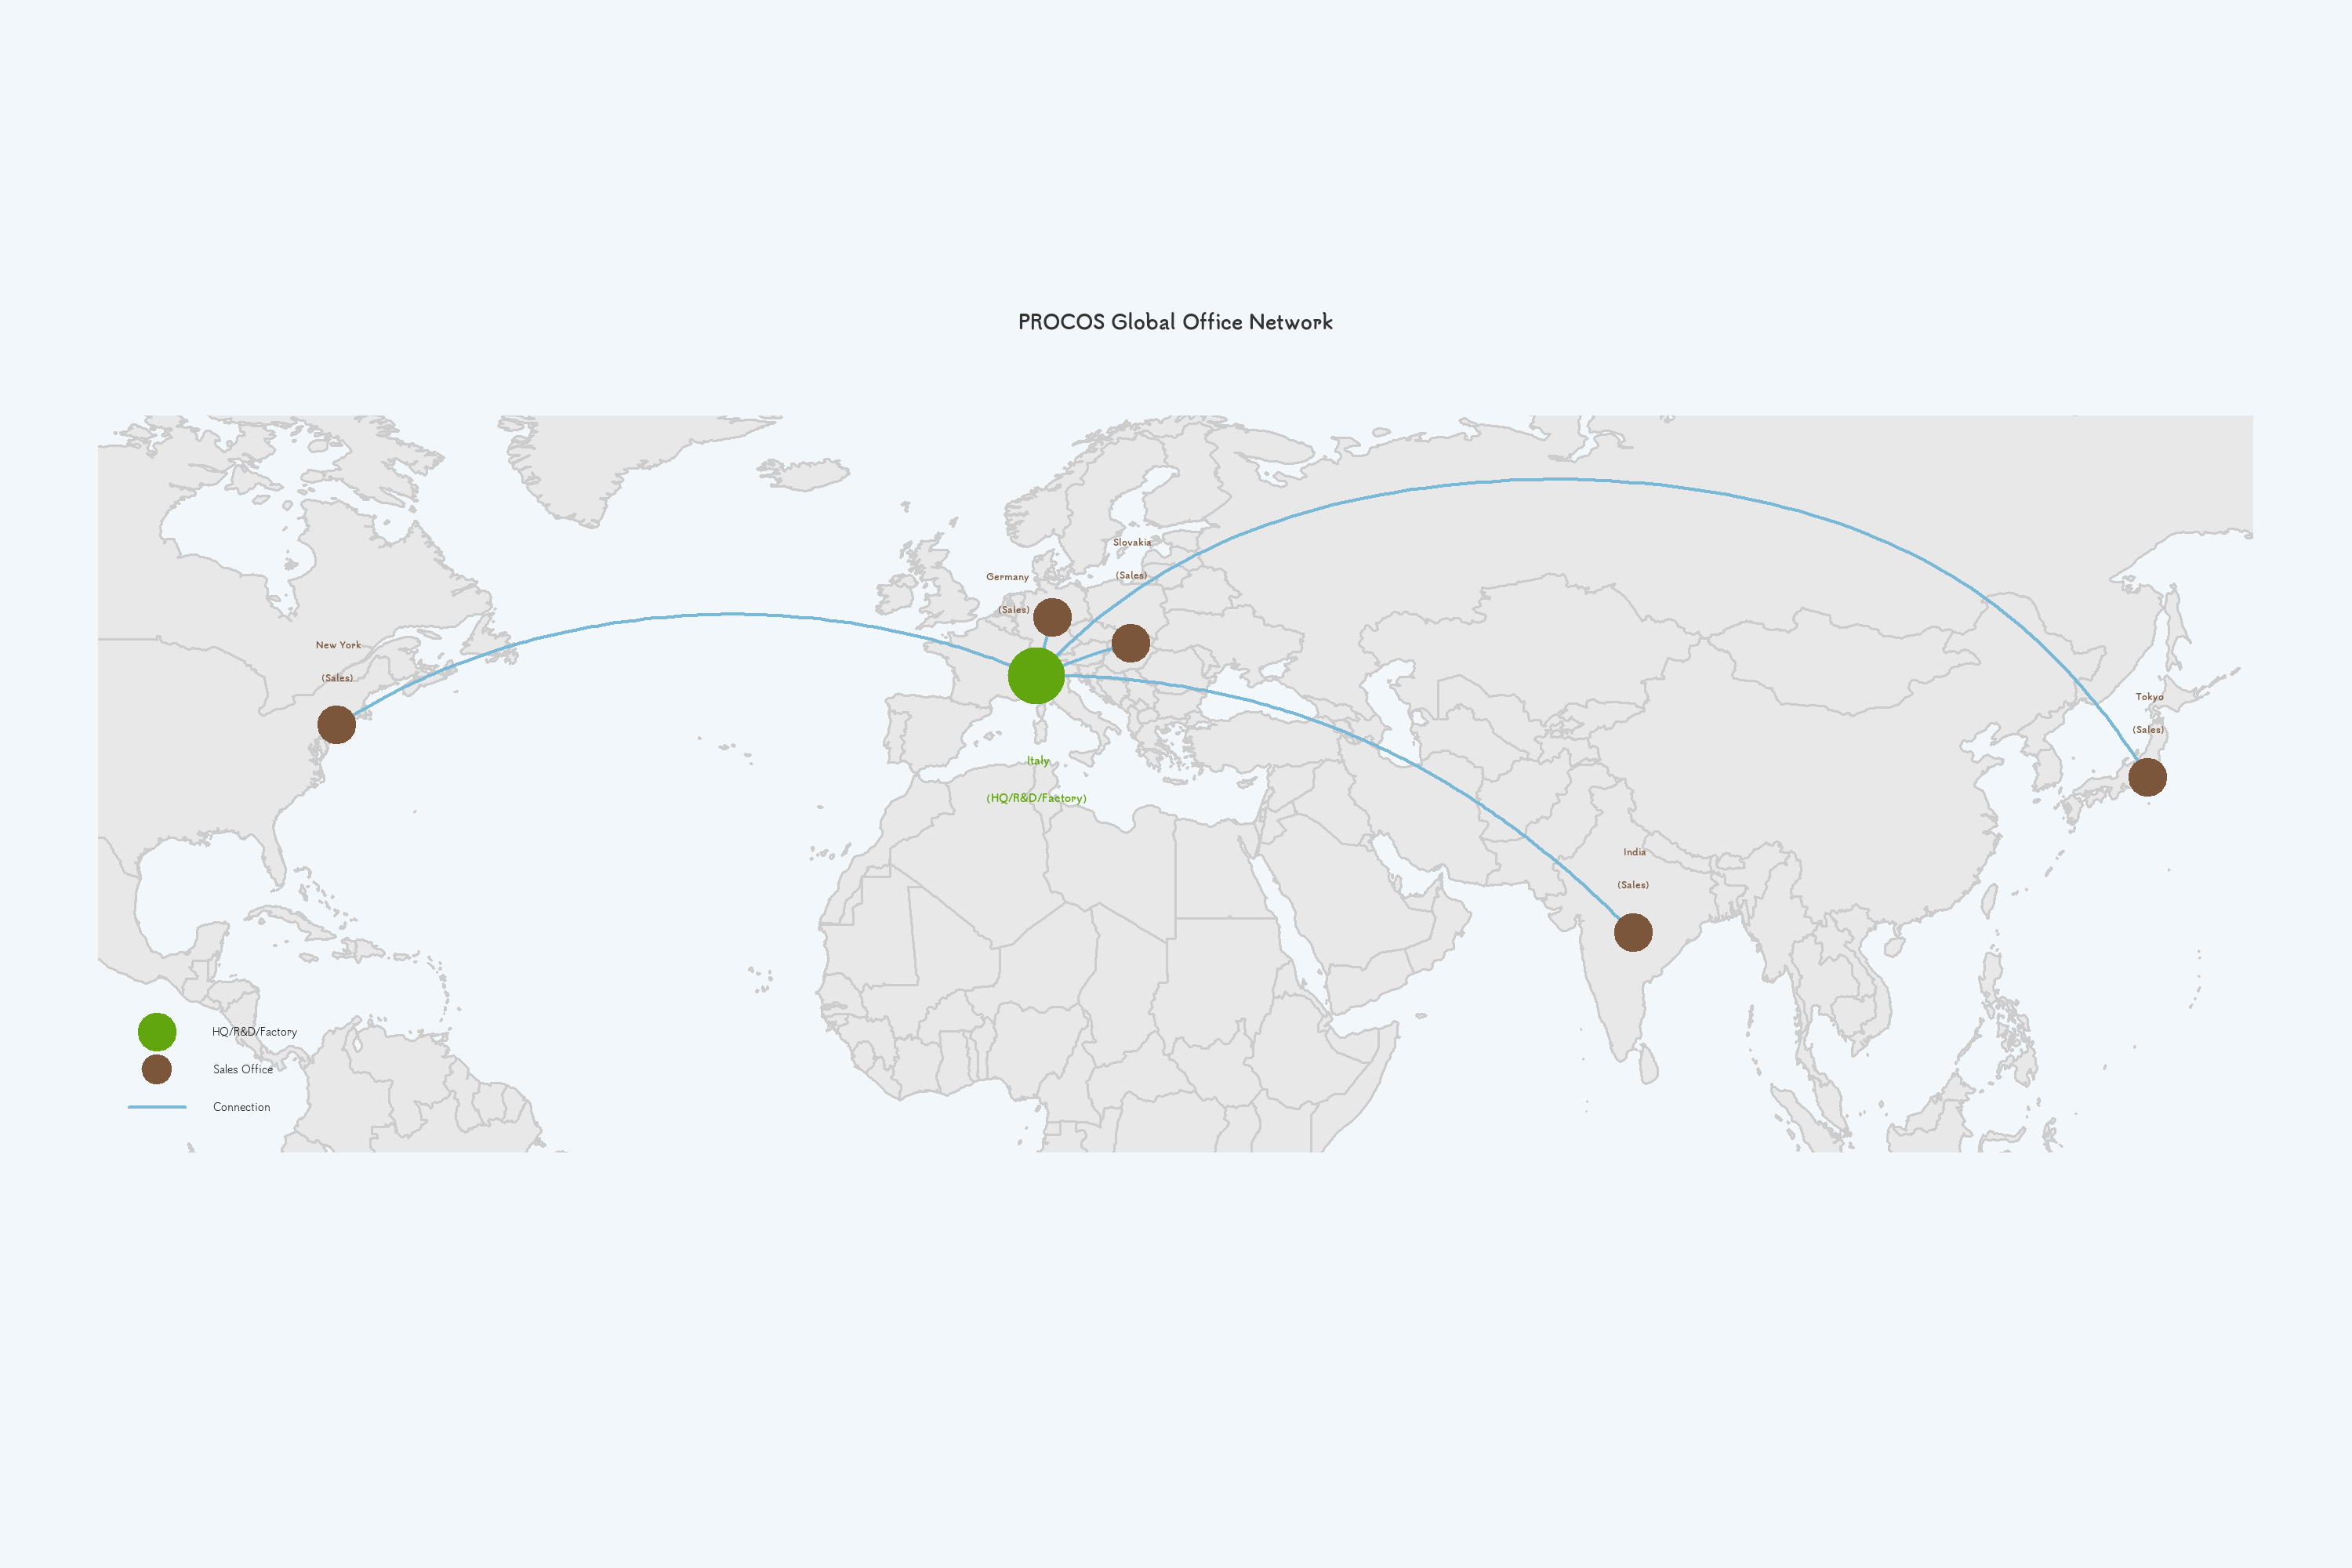 PROCOS Global Office Network
Slovakia
(Sales)
Germany
(Sales)
New York
(Sales)
Tokyo
(Sales)
Italy
(HQ/R&D/Factory)
India
(Sales)
HQ/R&D/Factory
Sales Office
Connection